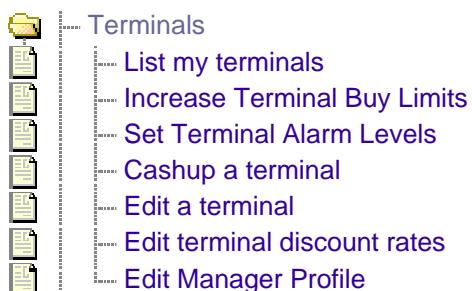 Terminals
List my terminals
Increase Terminal Buy Limits
Set Terminal Alarm Levels
Cashup a terminal
Edit a terminal
Edit terminal discount rates
Edit Manager Profile